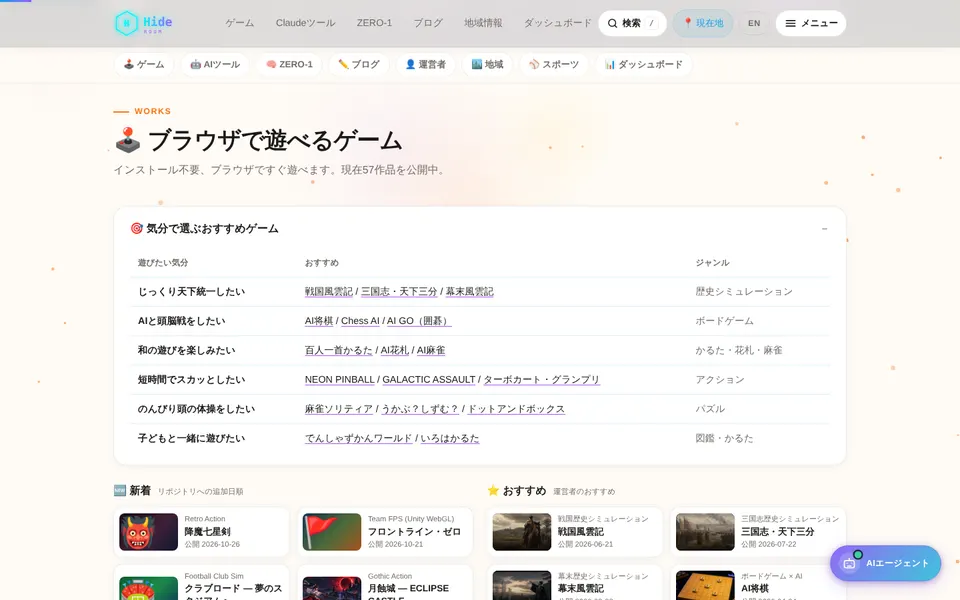 Hide
ROOM
ゲーム Claudeツール ZERO-1 ブログ 地域情報 ダッシュボード 検索 / 現在地 EN メニュー
ゲーム AIツール ZERO-1 ブログ 運営者 地域 スポーツ ダッシュボード
WORKS
ブラウザで遊べるゲーム
インストール不要、ブラウザですぐ遊べます。現在57作品を公開中。
気分で選ぶおすすめゲーム −
遊びたい気分 おすすめ ジャンル
じっくり天下統一したい 戦国風雲記 / 三国志・天下三分 / 幕末風雲記 歴史シミュレーション
AIと頭脳戦をしたい AI将棋 / Chess AI / AI GO（囲碁） ボードゲーム
和の遊びを楽しみたい 百人一首かるた / AI花札 / AI麻雀 かるた・花札・麻雀
短時間でスカッとしたい NEON PINBALL / GALACTIC ASSAULT / ターボカート・グランプリ アクション
のんびり頭の体操をしたい 麻雀ソリティア / うかぶ？しずむ？ / ドットアンドボックス パズル
子どもと一緒に遊びたい でんしゃずかんワールド / いろはかるた 図鑑・かるた
新着 リポジトリへの追加日順
Retro Action
降魔七星剣
公開 2026-10-26
Team FPS (Unity WebGL)
フロントライン・ゼロ
公開 2026-10-21
Football Club Sim
クラブロード — 夢のス
Gothic Action
月蝕城 — ECLIPSE
おすすめ 運営者のおすすめ
戦国歴史シミュレーション
戦国風雲記
公開 2026-06-21
三国志歴史シミュレーション
三国志・天下三分
公開 2026-07-22
幕末歴史シミュレーション
幕末風雲記
ボードゲーム × AI
AI将棋
AIエージェント